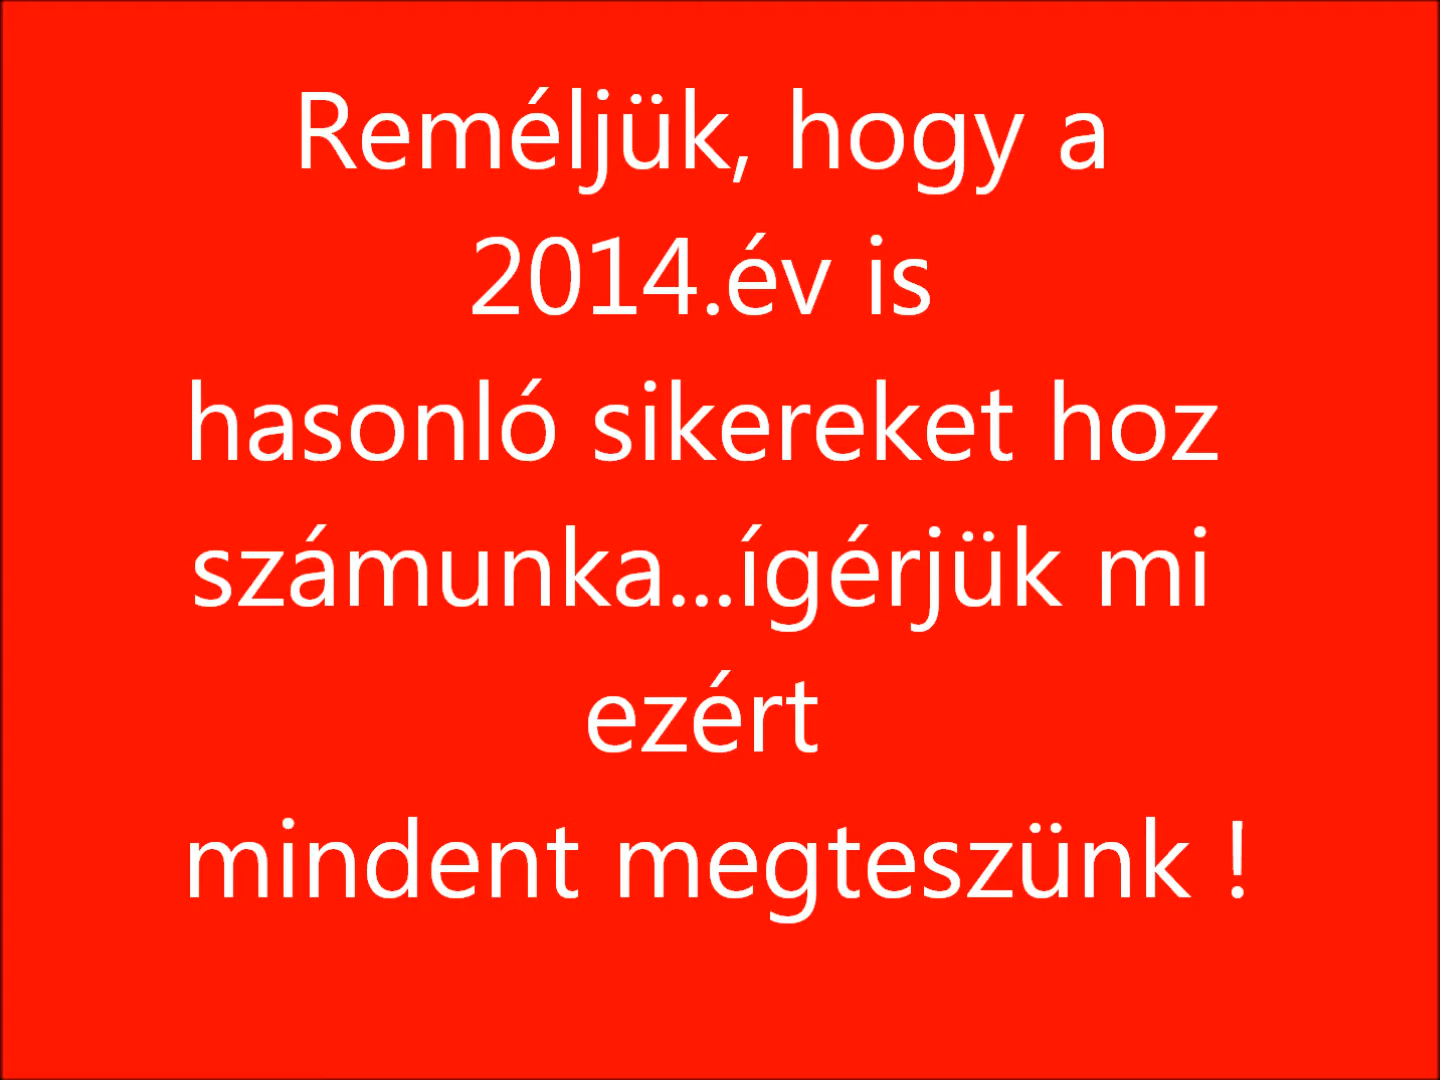 Reméljük, hogy a
2014.év is
hasonló sikereket hoz
számunka...ígérjük mi
ezért
mindent megteszünk !